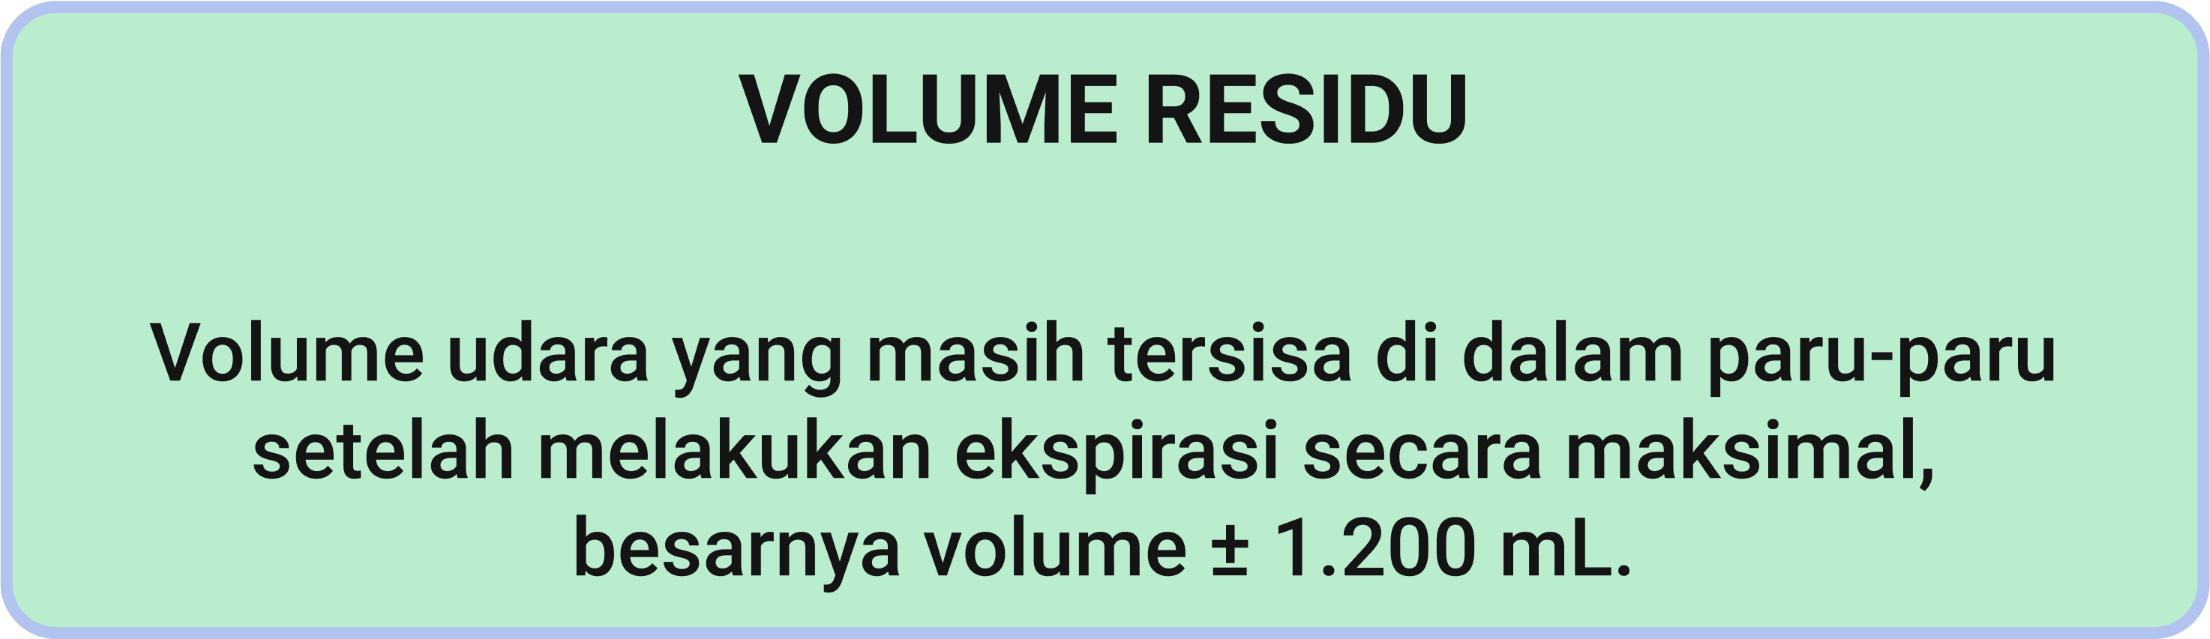 VOLUME RESIDU
Volume udara yang masih tersisa di dalam paru-paru
setelah melakukan ekspirasi secara maksimal,
besarnya volume ± 1.200 mL.